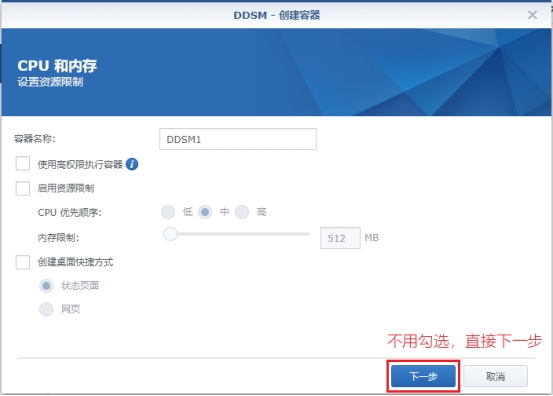 DDSM - 创建容器
CPU 和内存
设置资源限制
容器名称: DDSM1
使用高权限执行容器 i
启用资源限制
CPU 优先顺序: 低 中 高
内存限制: 512 MB
创建桌面快捷方式
状态页面
网页
不用勾选，直接下一步
下一步 取消